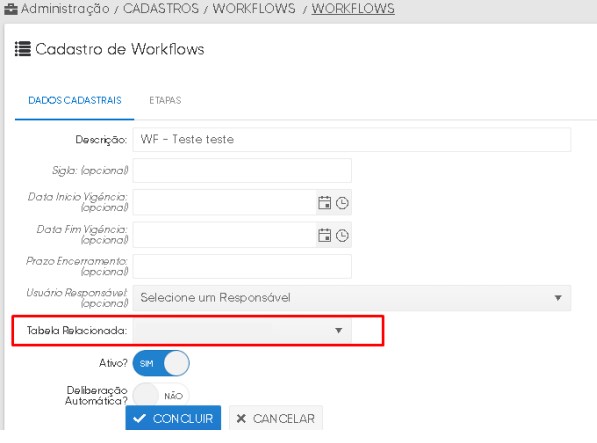 Administração / CADASTROS / WORKFLOWS / WORKFLOWS
Cadastro de Workflows
DADOS CADASTRAIS ETAPAS
Descrição: WF - Teste teste
Sigla: (opcional)
Data Início Vigência: (opcional)
Data Fim Vigência: (opcional)
Prazo Encerramento: (opcional)
Usuário Responsável: (opcional) Selecione um Responsável
Tabela Relacionada:
Ativo? SIM
Deliberação Automática? NÃO
CONCLUIR CANCELAR